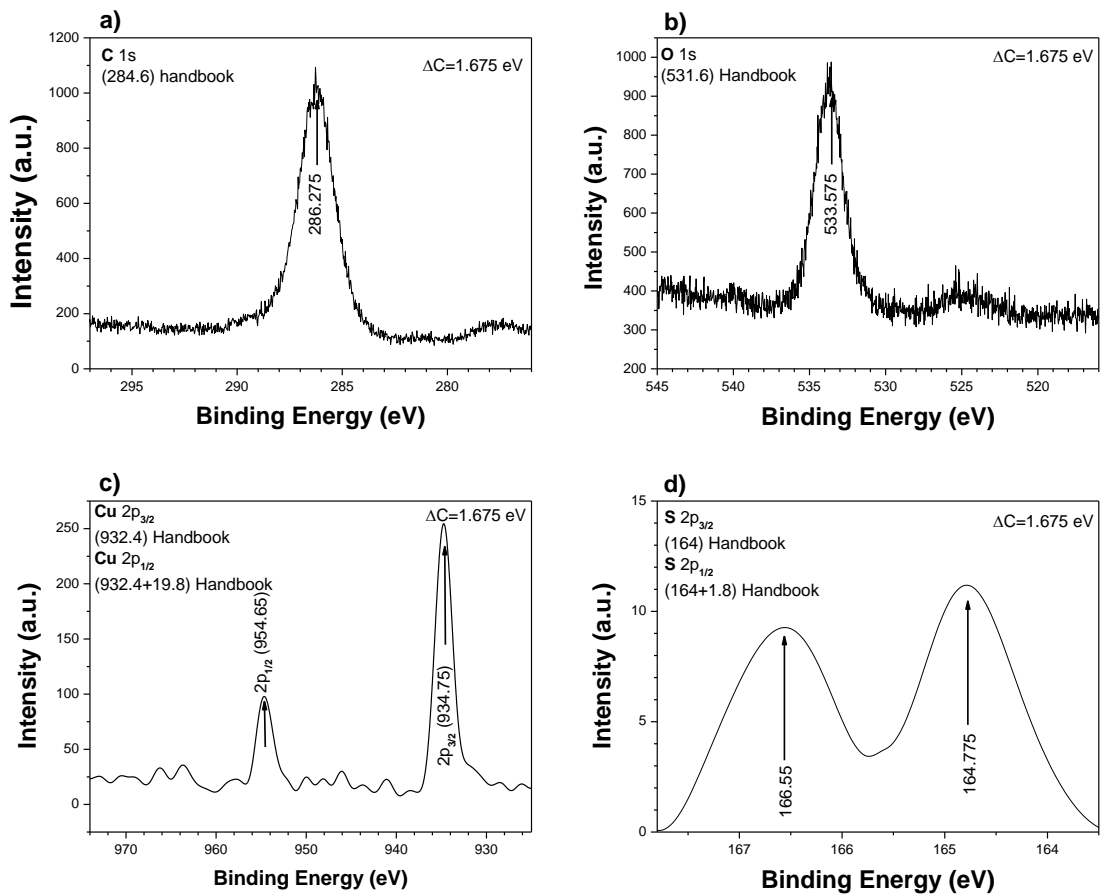 a)
C 1s
(284.6) handbook
ΔC=1.675 eV
286.275
1200
1000
800
600
400
200
0
295
290
285
280
Intensity (a.u.)
Binding Energy (eV)
b)
O 1s
(531.6) Handbook
ΔC=1.675 eV
533.575
1000
900
800
700
600
500
400
300
200
545
540
535
530
525
520
Intensity (a.u.)
Binding Energy (eV)
c)
Cu 2p3/2
(932.4) Handbook
Cu 2p1/2
(932.4+19.8) Handbook
ΔC=1.675 eV
2p1/2 (954.65)
2p3/2 (934.75)
250
200
150
100
50
0
970
960
950
940
930
Intensity (a.u.)
Binding Energy (eV)
d)
S 2p3/2
(164) Handbook
S 2p1/2
(164+1.8) Handbook
ΔC=1.675 eV
166.55
164.775
15
10
5
0
167
166
165
164
Intensity (a.u.)
Binding Energy (eV)